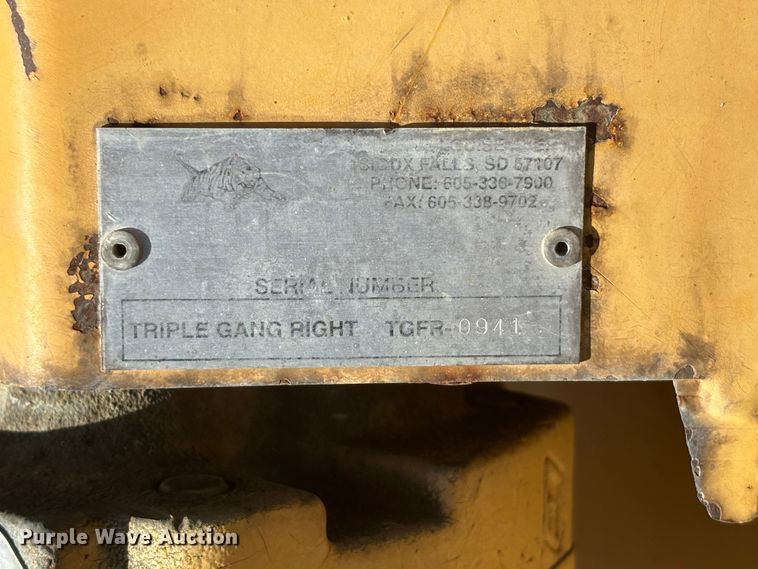 SIOUX FALLS, SD 57107
PHONE: 605-336-7900
FAX: 605-338-9702
SERIAL NUMBER
TRIPLE GANG RIGHT TGFR-0941
Purple Wave Auction